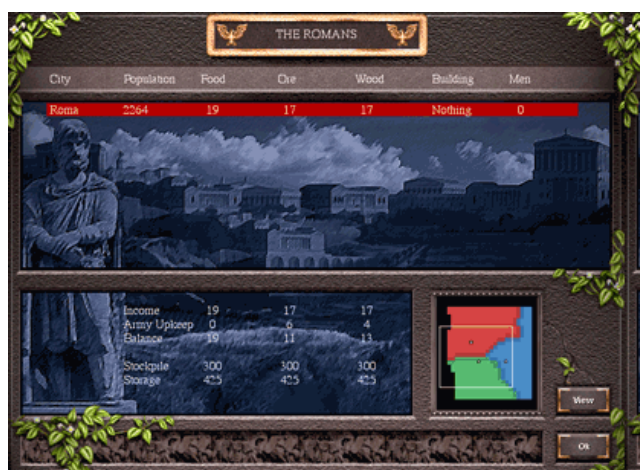 THE ROMANS
City Population Food Ore Wood Building Men
Roma 2264 19 17 17 Nothing 0
Income 19 17 17
Army Upkeep 0 6 4
Balance 19 11 13
Stockpile 300 300 300
Storage 425 425 425
View
Ok